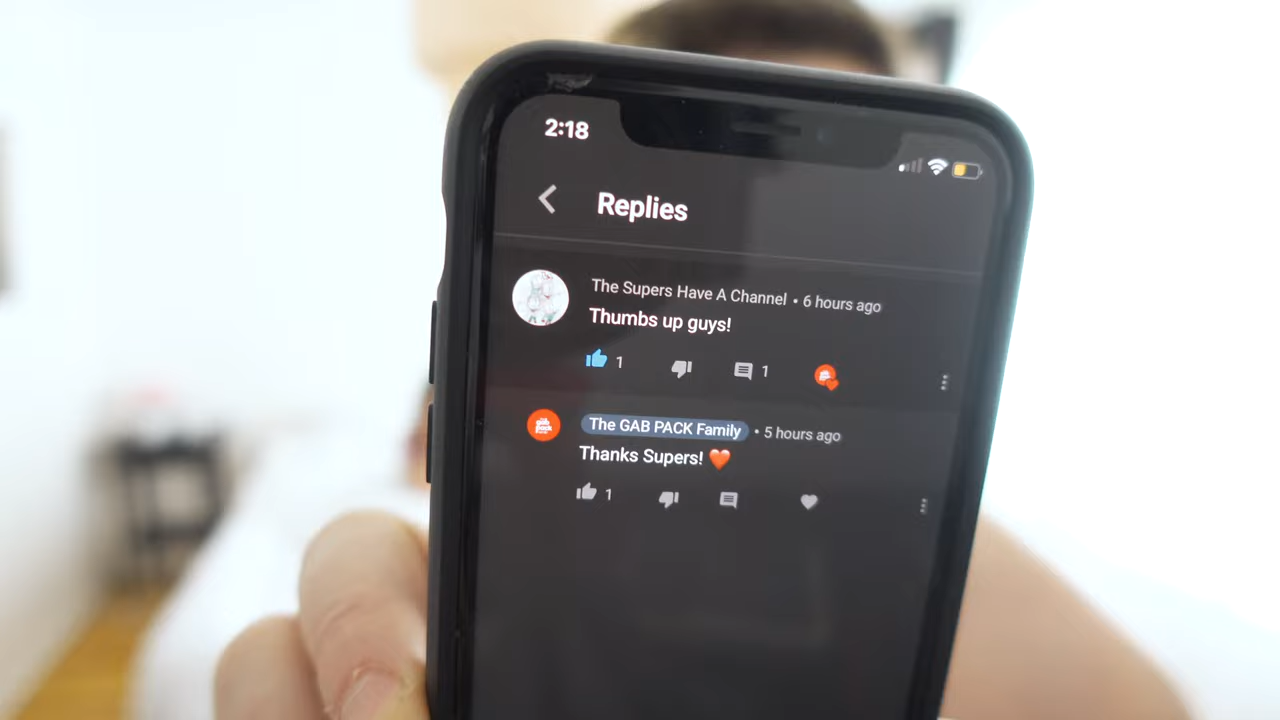 2:18
Replies
The Supers Have A Channel • 6 hours ago
Thumbs up guys!
1 1
The GAB PACK Family • 5 hours ago
Thanks Supers! ❤️
1